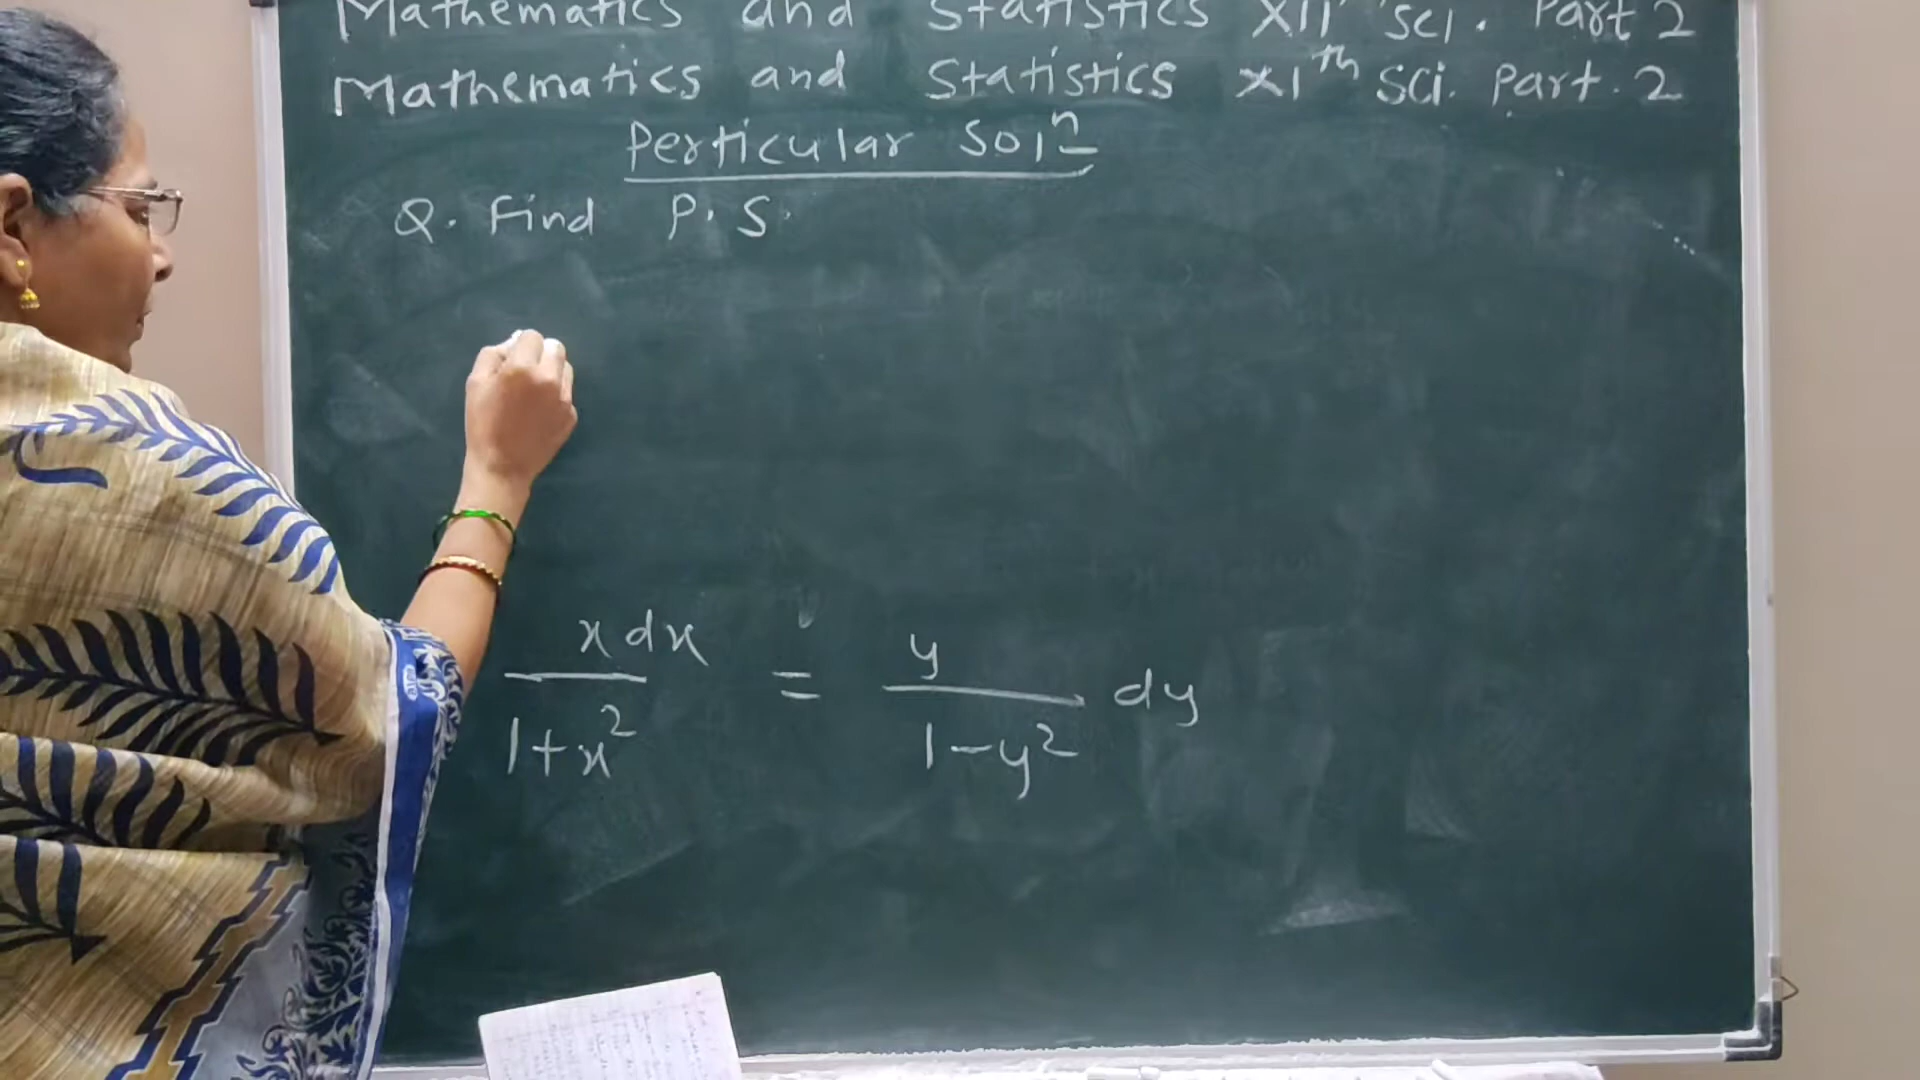 Mathematics and Statistics XII Sci. Part 2
Mathematics and Statistics XIth Sci. Part. 2
Perticular Solⁿ
Q. Find P. S.
x dx / 1+x² = y / 1-y² dy